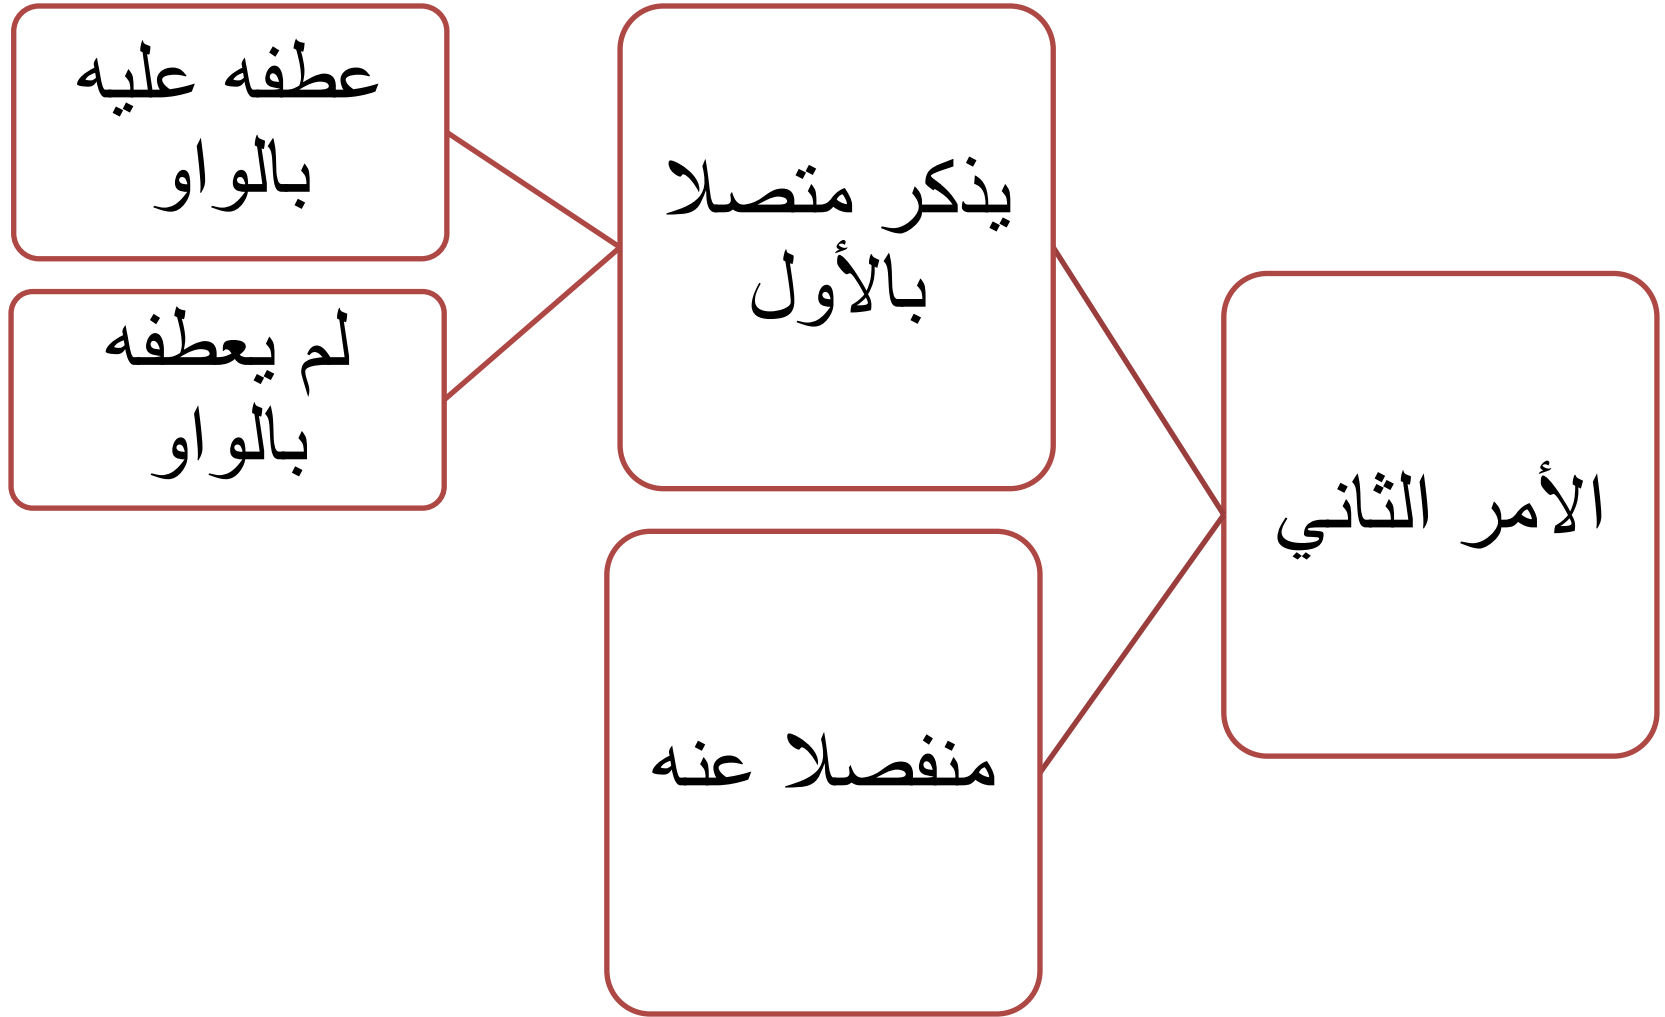 الأمر الثاني
يذكر متصلا
بالأول
عطفه عليه
بالواو
لم يعطفه
بالواو
منفصلا عنه